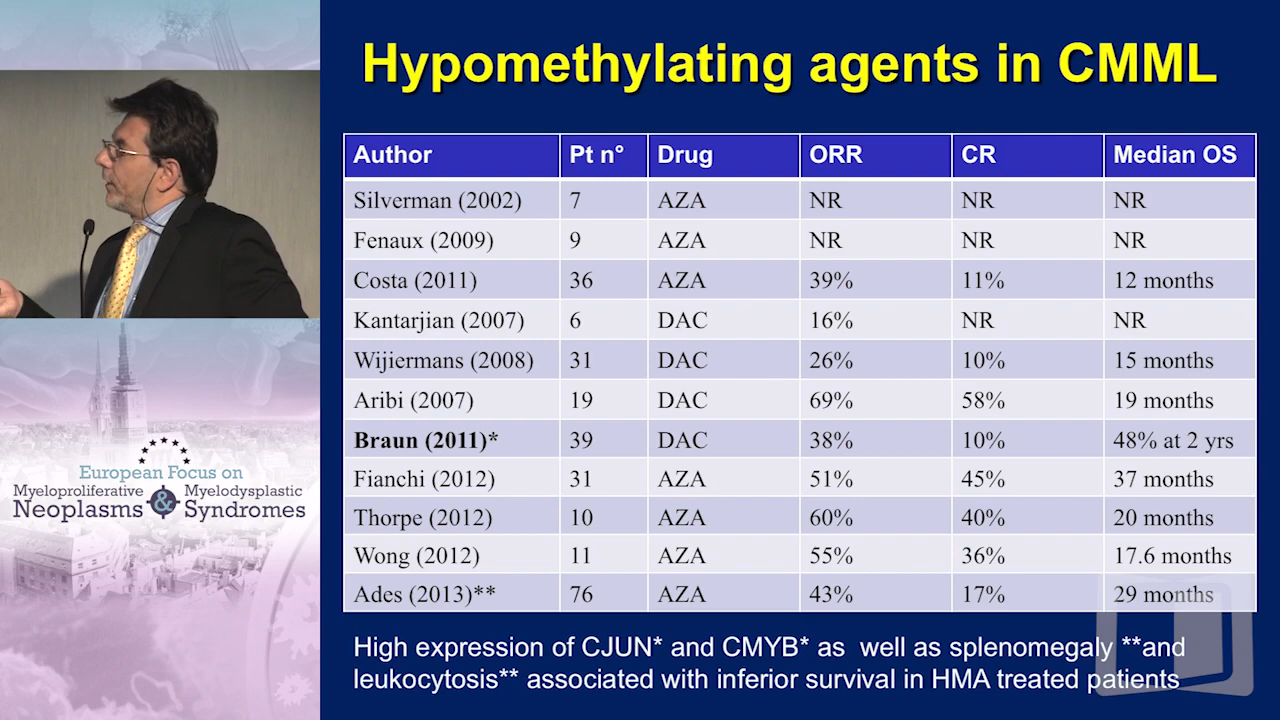 Hypomethylating agents in CMML
Author Pt n° Drug ORR CR Median OS
Silverman (2002) 7 AZA NR NR NR
Fenaux (2009) 9 AZA NR NR NR
Costa (2011) 36 AZA 39% 11% 12 months
Kantarjian (2007) 6 DAC 16% NR NR
Wijiermans (2008) 31 DAC 26% 10% 15 months
Aribi (2007) 19 DAC 69% 58% 19 months
Braun (2011)* 39 DAC 38% 10% 48% at 2 yrs
Fianchi (2012) 31 AZA 51% 45% 37 months
Thorpe (2012) 10 AZA 60% 40% 20 months
Wong (2012) 11 AZA 55% 36% 17.6 months
Ades (2013)** 76 AZA 43% 17% 29 months
High expression of CJUN* and CMYB* as well as splenomegaly **and
leukocytosis** associated with inferior survival in HMA treated patients
European Focus on
Myeloproliferative Myelodysplastic
Neoplasms & Syndromes